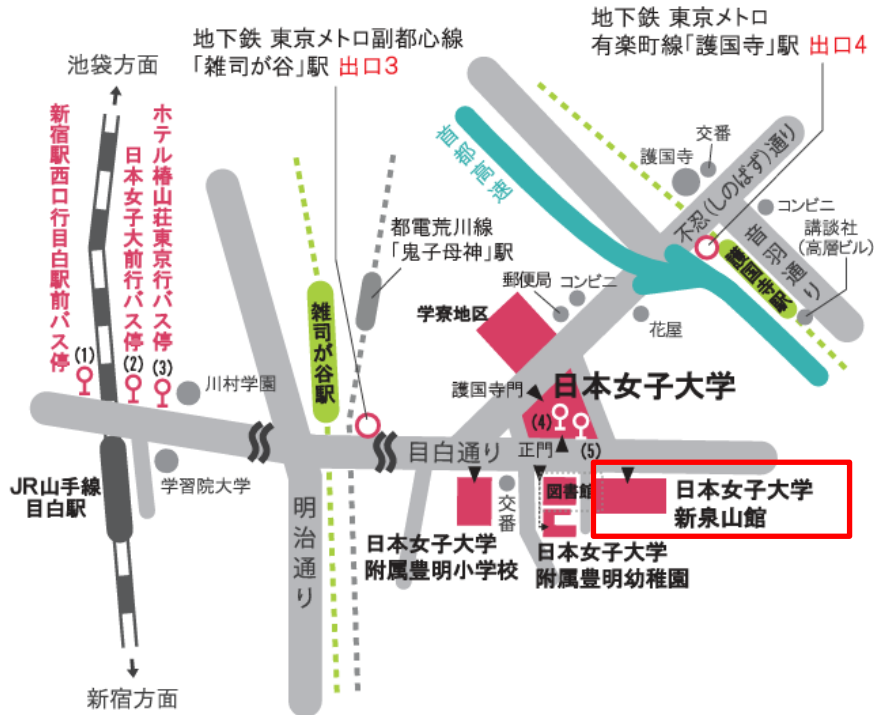 地下鉄 東京メトロ副都心線
「雑司が谷」駅 出口3
地下鉄 東京メトロ
有楽町線「護国寺」駅 出口4
池袋方面
新宿駅西口行目白駅前バス停
日本女子大前行バス停
ホテル椿山荘東京行バス停
(1)
(2)
(3)
首都高速
交番
護国寺
不忍(しのばず)通り
コンビニ
音羽通り
講談社
(高層ビル)
護国寺駅
都電荒川線
「鬼子母神」駅
郵便局
コンビニ
学寮地区
花屋
雑司が谷駅
川村学園
護国寺門
日本女子大学
(4)
(5)
目白通り
正門
JR山手線
目白駅
学習院大学
明治通り
交番
図書館
日本女子大学
新泉山館
日本女子大学
附属豊明小学校
日本女子大学
附属豊明幼稚園
新宿方面